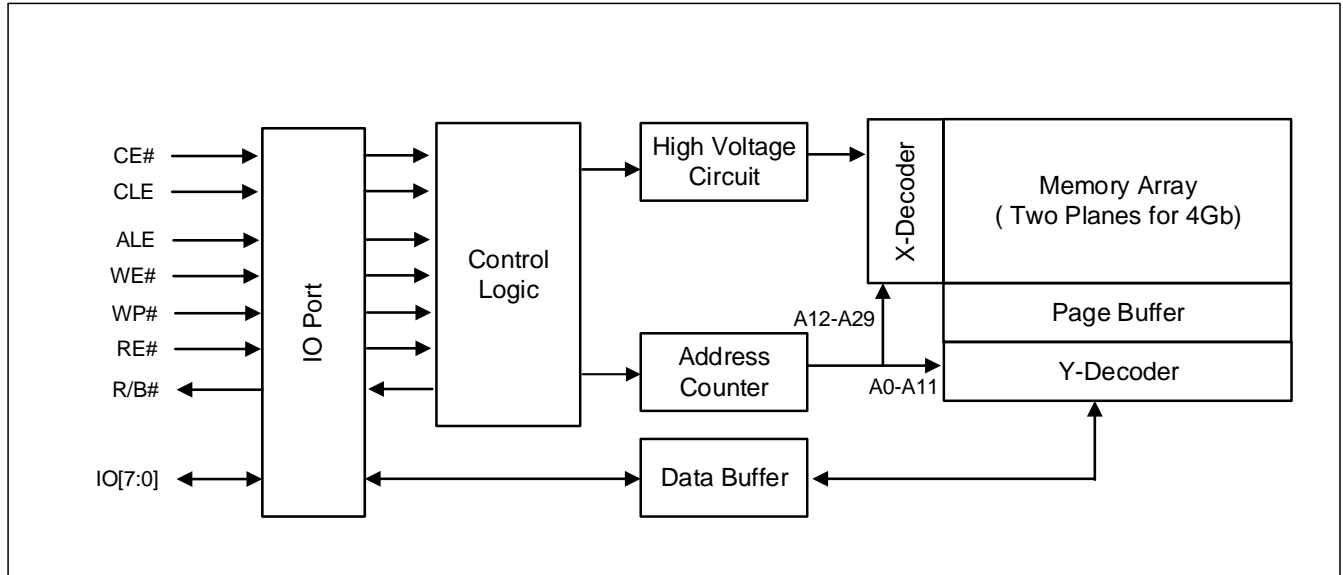 CE#
CLE
ALE
WE#
WP#
RE#
R/B#
IO[7:0]
IO Port
Control
Logic
High Voltage
Circuit
Address
Counter
Data Buffer
A12-A29
A0-A11
X-Decoder
Memory Array
( Two Planes for 4Gb)
Page Buffer
Y-Decoder